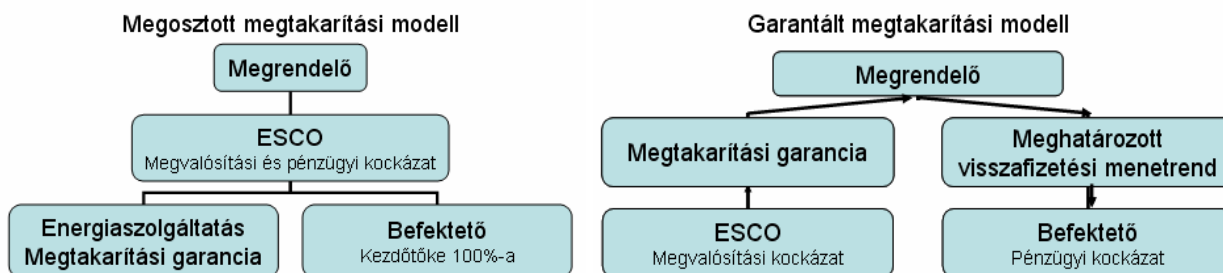 Megosztott megtakarítási modell
Megrendelő
ESCO
Megvalósítási és pénzügyi kockázat
Energiaszolgáltatás
Megtakarítási garancia
Befektető
Kezdőtőke 100%-a
Garantált megtakarítási modell
Megrendelő
Megtakarítási garancia
Meghatározott
visszafizetési menetrend
ESCO
Megvalósítási kockázat
Befektető
Pénzügyi kockázat